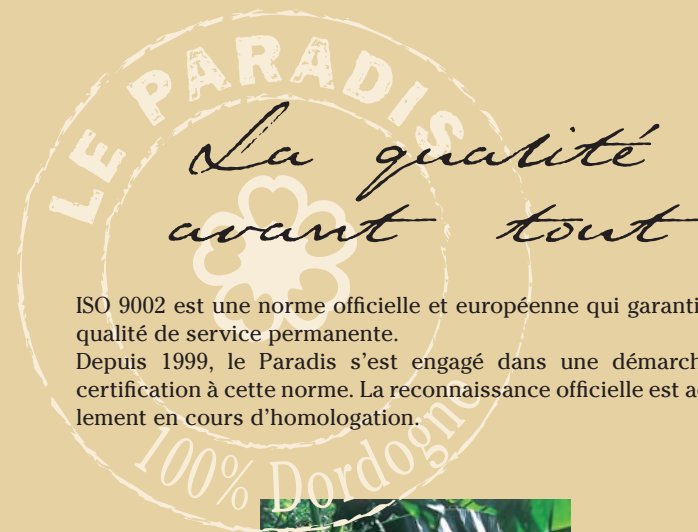 LE PARADIS
La qualité
avant tout
ISO 9002 est une norme officielle et européenne qui garanti
qualité de service permanente.
Depuis 1999, le Paradis s'est engagé dans une démarch
certification à cette norme. La reconnaissance officielle est a
lement en cours d'homologation.
100% Dordogne